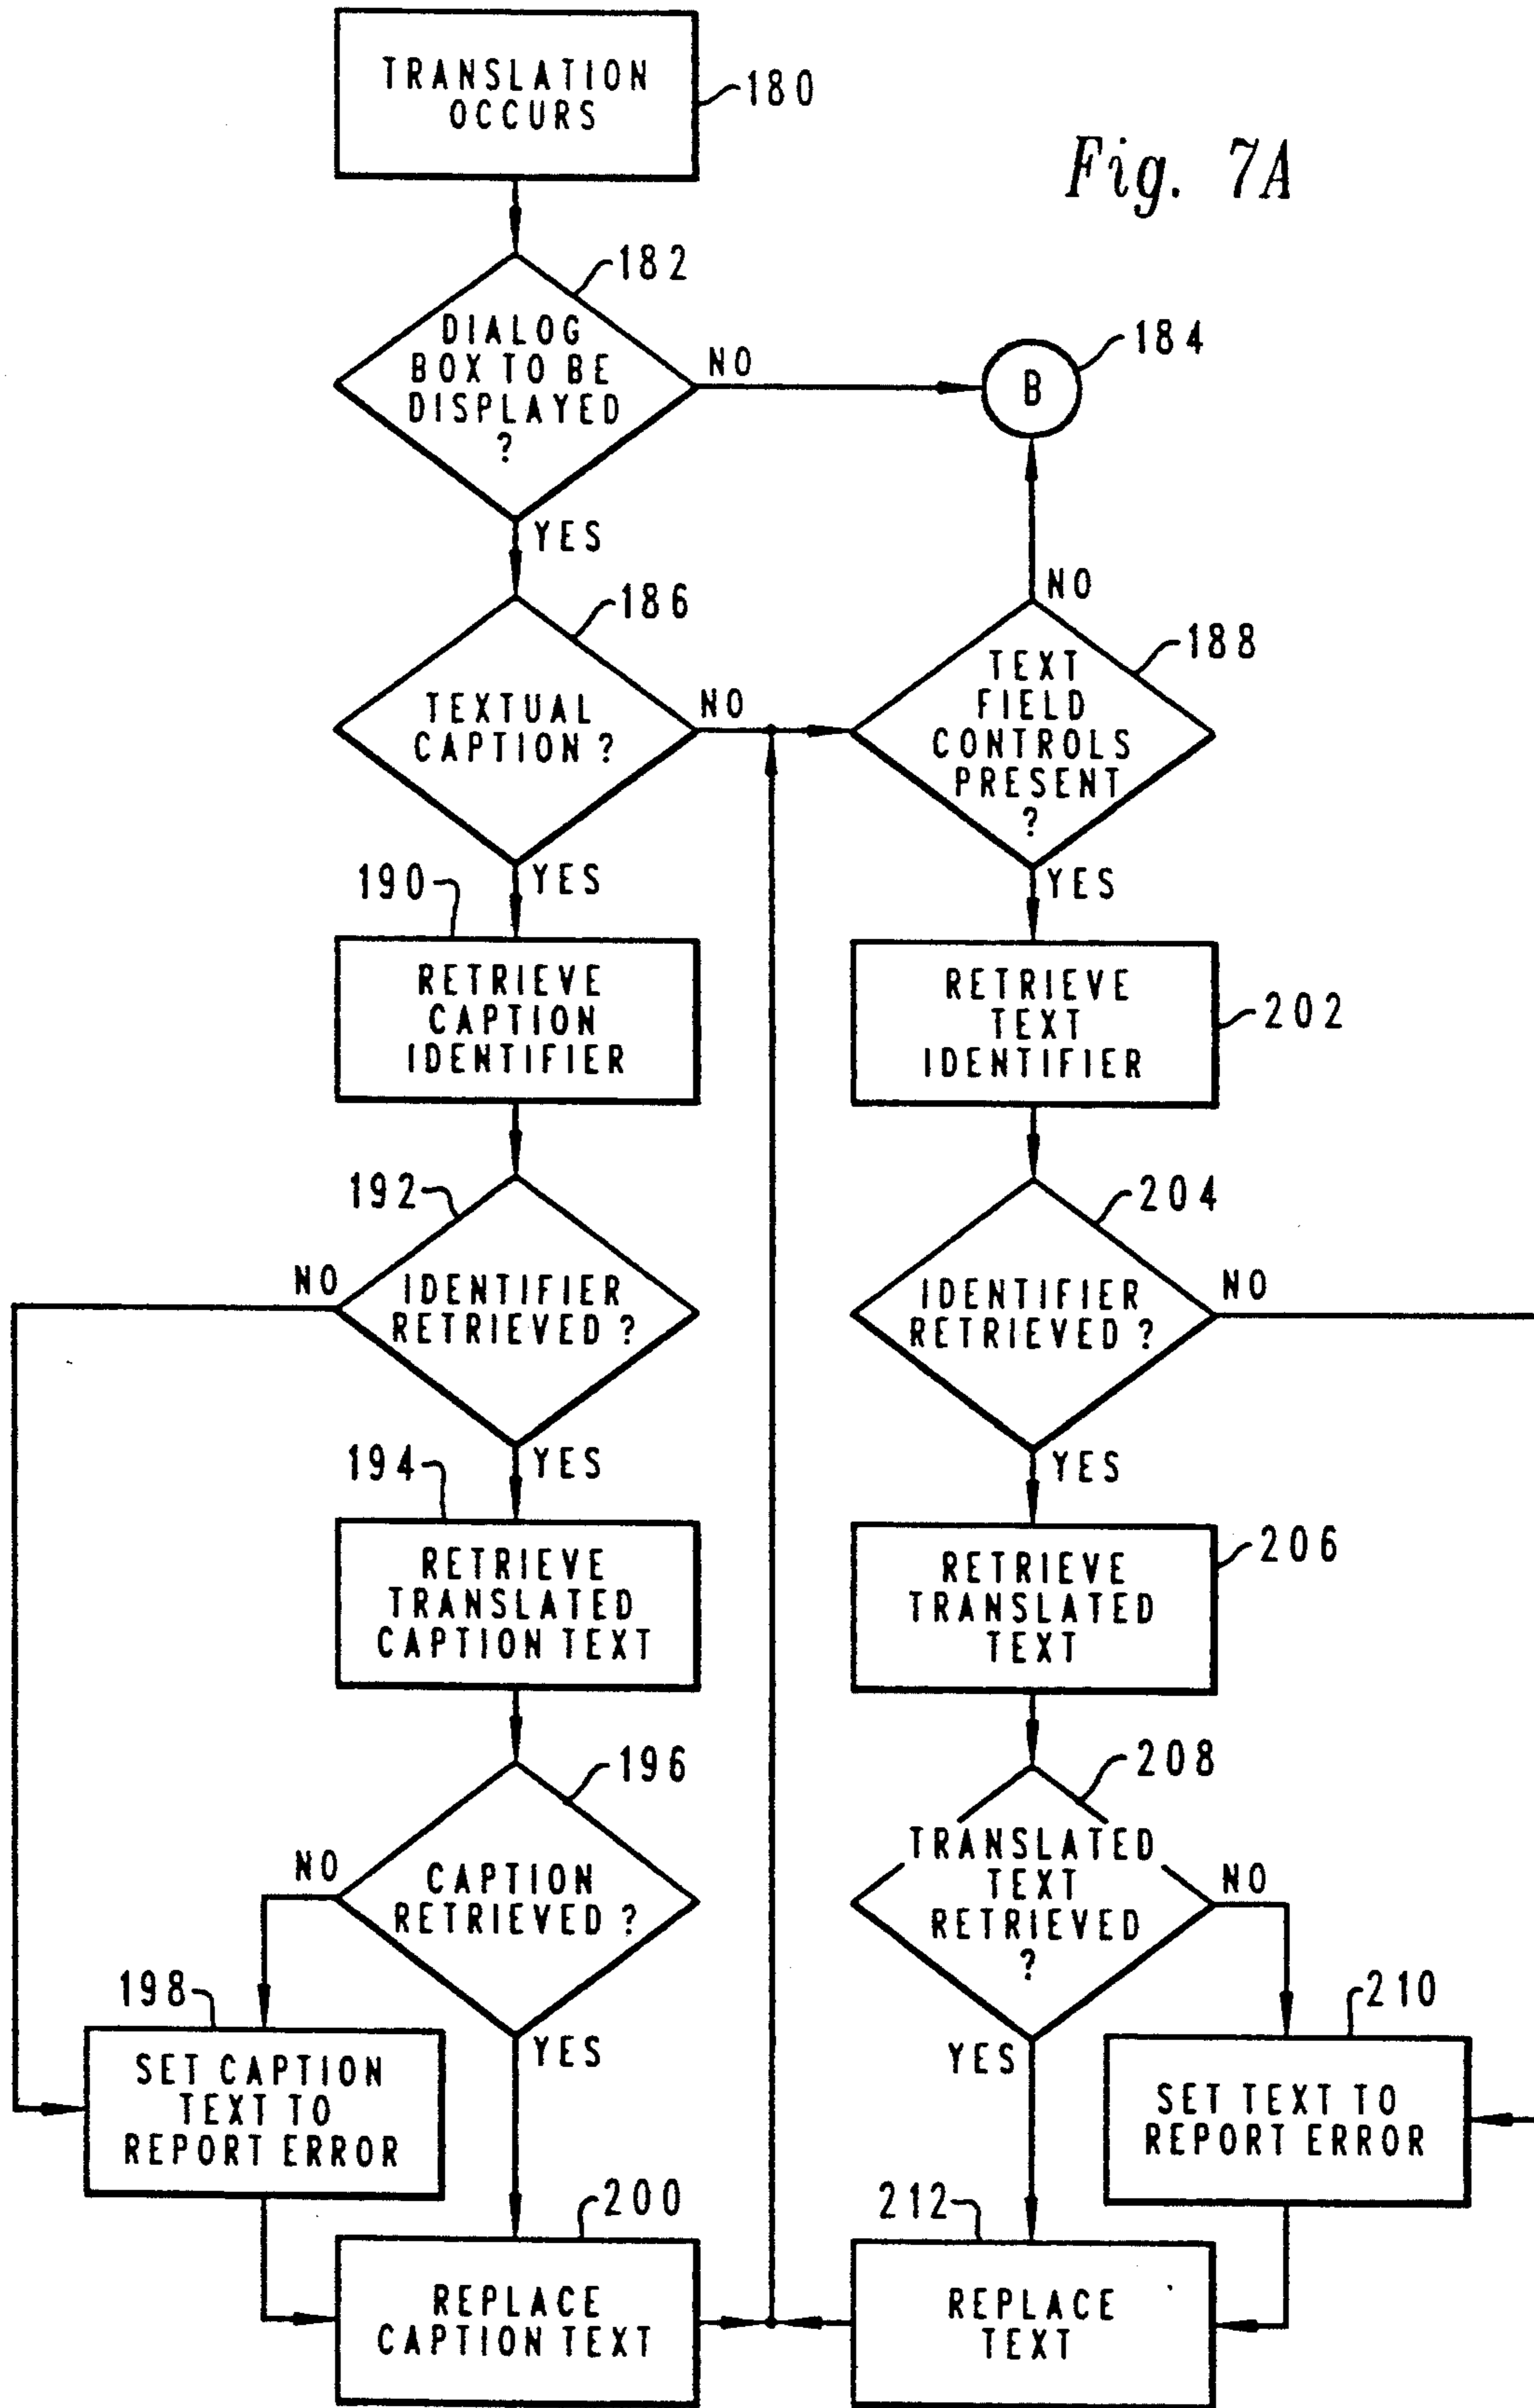 TRANSLATION
OCCURS
180
Fig. 7A
182
DIALOG
BOX TO BE
DISPLAYED
?
NO
184
B
YES
186
TEXTUAL
CAPTION ?
NO
NO
188
TEXT
FIELD
CONTROLS
PRESENT
?
190
YES
RETRIEVE
CAPTION
IDENTIFIER
YES
RETRIEVE
TEXT
IDENTIFIER
202
192
NO
IDENTIFIER
RETRIEVED ?
204
IDENTIFIER
RETRIEVED ?
NO
194
YES
RETRIEVE
TRANSLATED
CAPTION TEXT
YES
RETRIEVE
TRANSLATED
TEXT
206
196
NO
CAPTION
RETRIEVED ?
208
TRANSLATED
TEXT
RETRIEVED
?
NO
198
YES
SET CAPTION
TEXT TO
REPORT ERROR
YES
210
SET TEXT TO
REPORT ERROR
200
REPLACE
CAPTION TEXT
212
REPLACE
TEXT